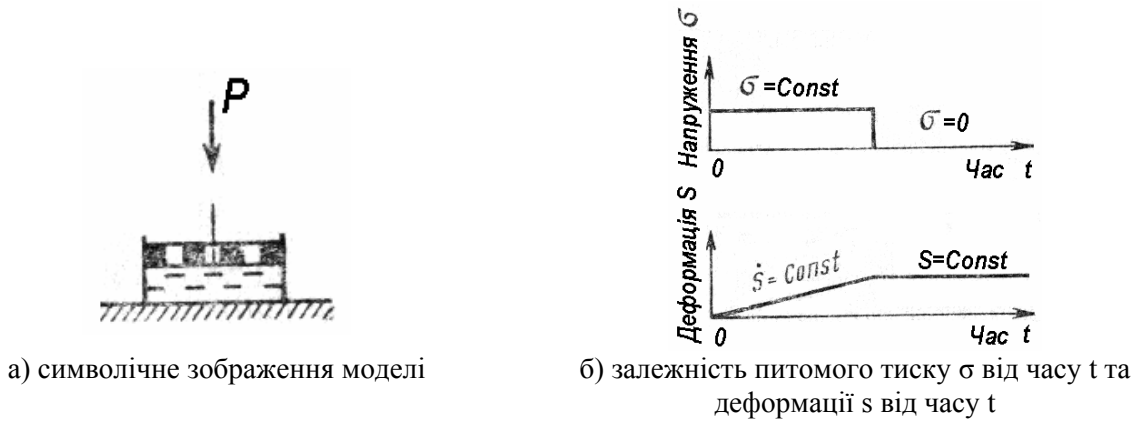 P
Напруження σ
σ =Const
σ =0
0
Час t
Деформація S
Ṡ = Const
S=Const
0
Час t
а) символічне зображення моделі
б) залежність питомого тиску σ від часу t та
деформації s від часу t